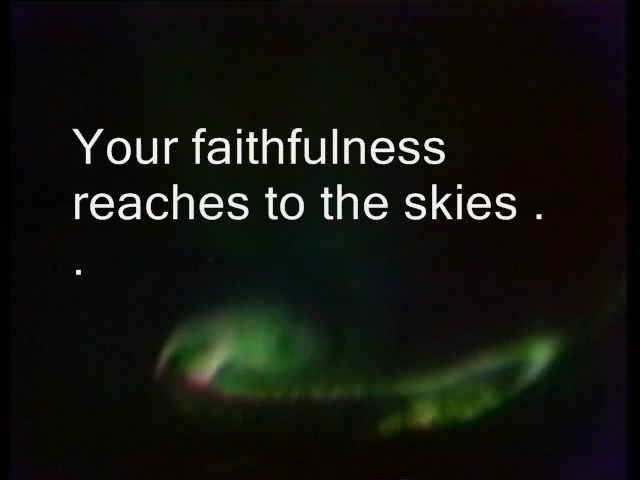 Your faithfulness
reaches to the skies .
.